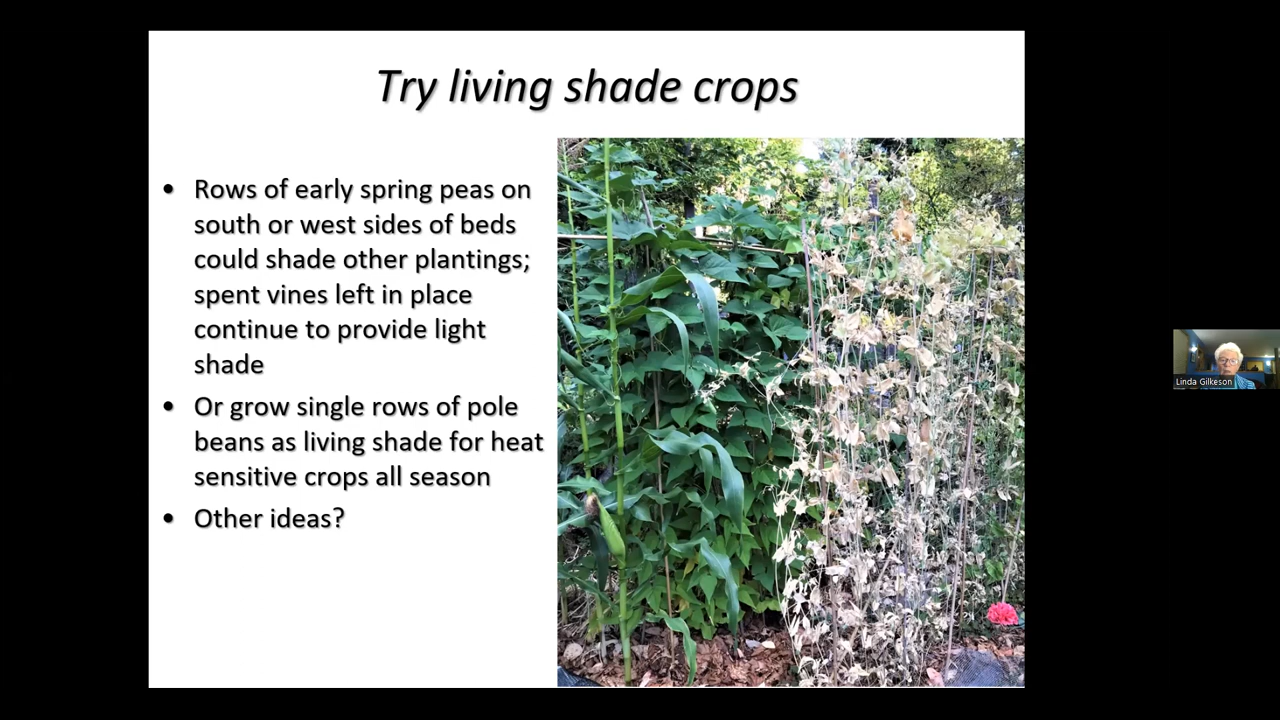 Try living shade crops
• Rows of early spring peas on
south or west sides of beds
could shade other plantings;
spent vines left in place
continue to provide light
shade
• Or grow single rows of pole
beans as living shade for heat
sensitive crops all season
• Other ideas?
Linda Gilkeson